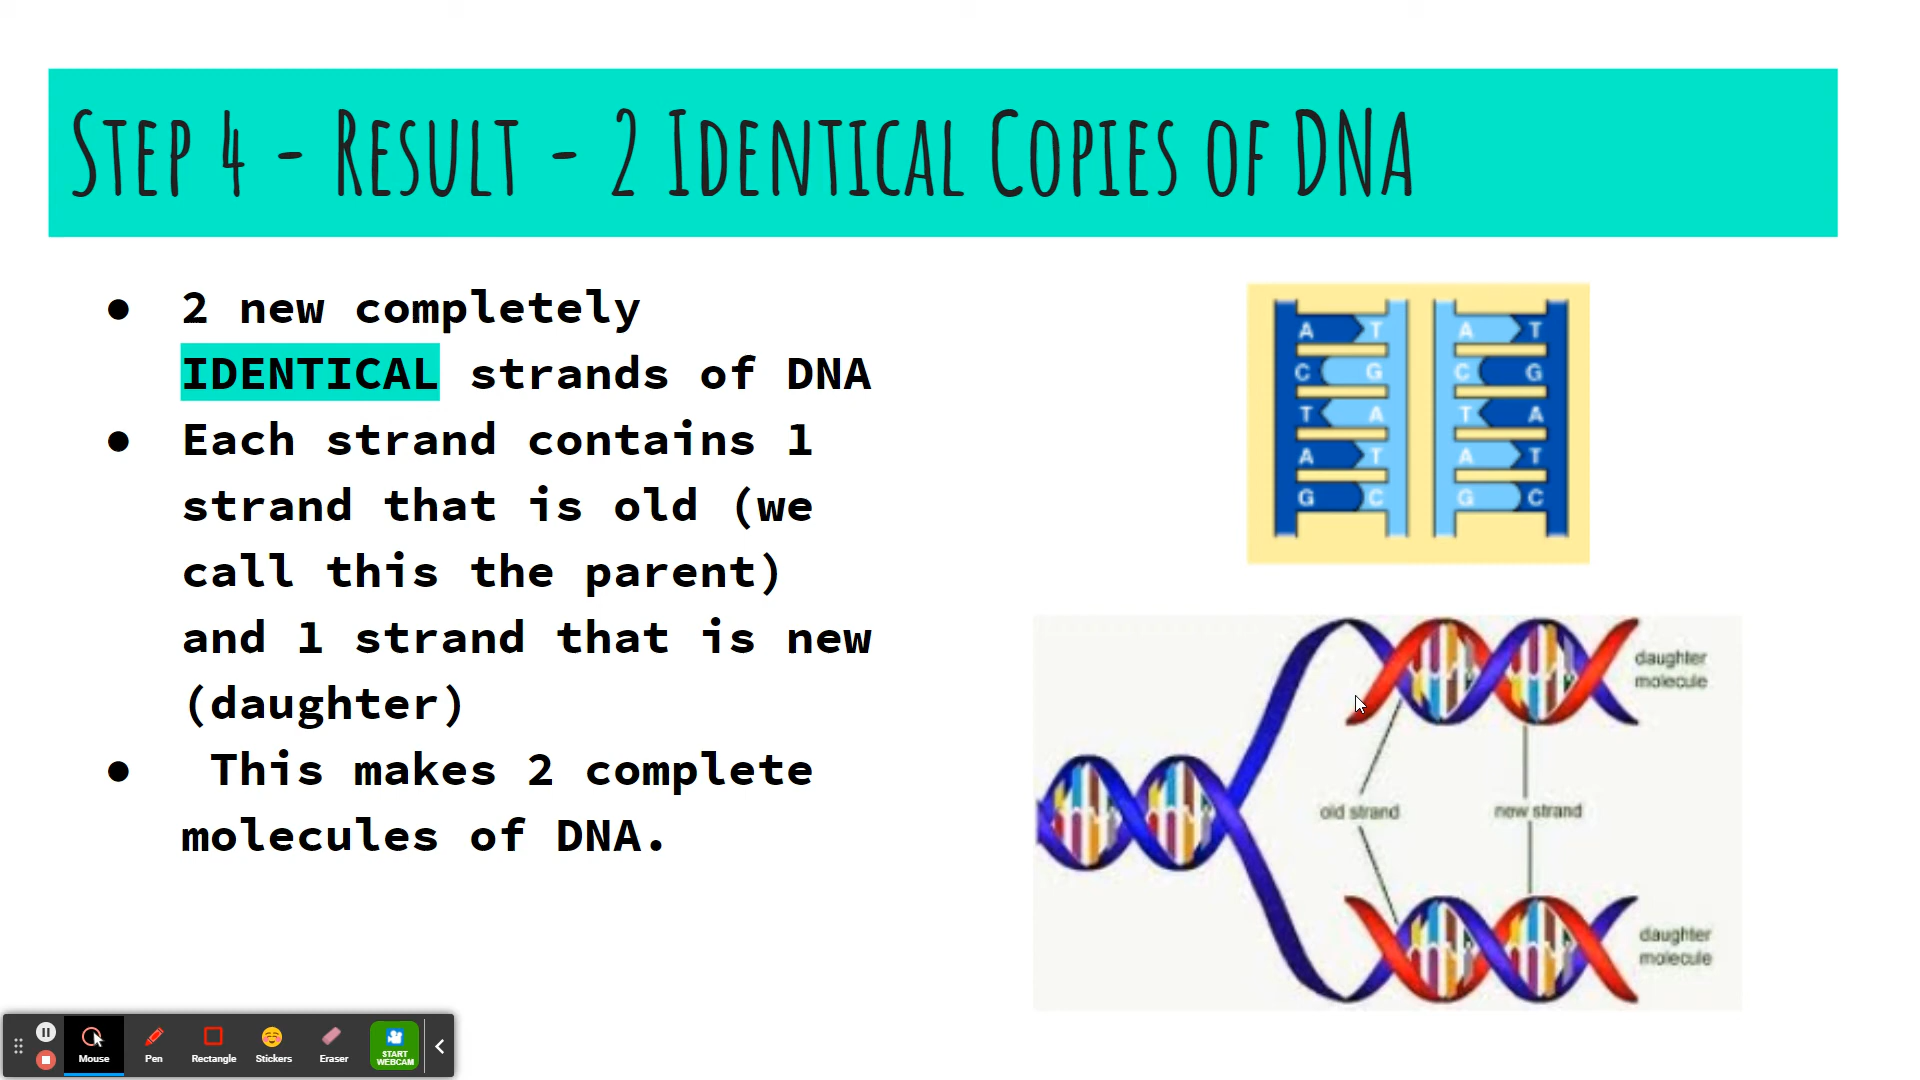 Step 4 - Result - 2 Identical Copies of DNA
● 2 new completely
IDENTICAL strands of DNA
● Each strand contains 1
strand that is old (we
call this the parent)
and 1 strand that is new
(daughter)
● This makes 2 complete
molecules of DNA.
A T A T
C G C G
T A T A
A T A T
G C G C
daughter
molecule
old strand new strand
daughter
molecule
Mouse Pen Rectangle Stickers Eraser START
WEBCAM